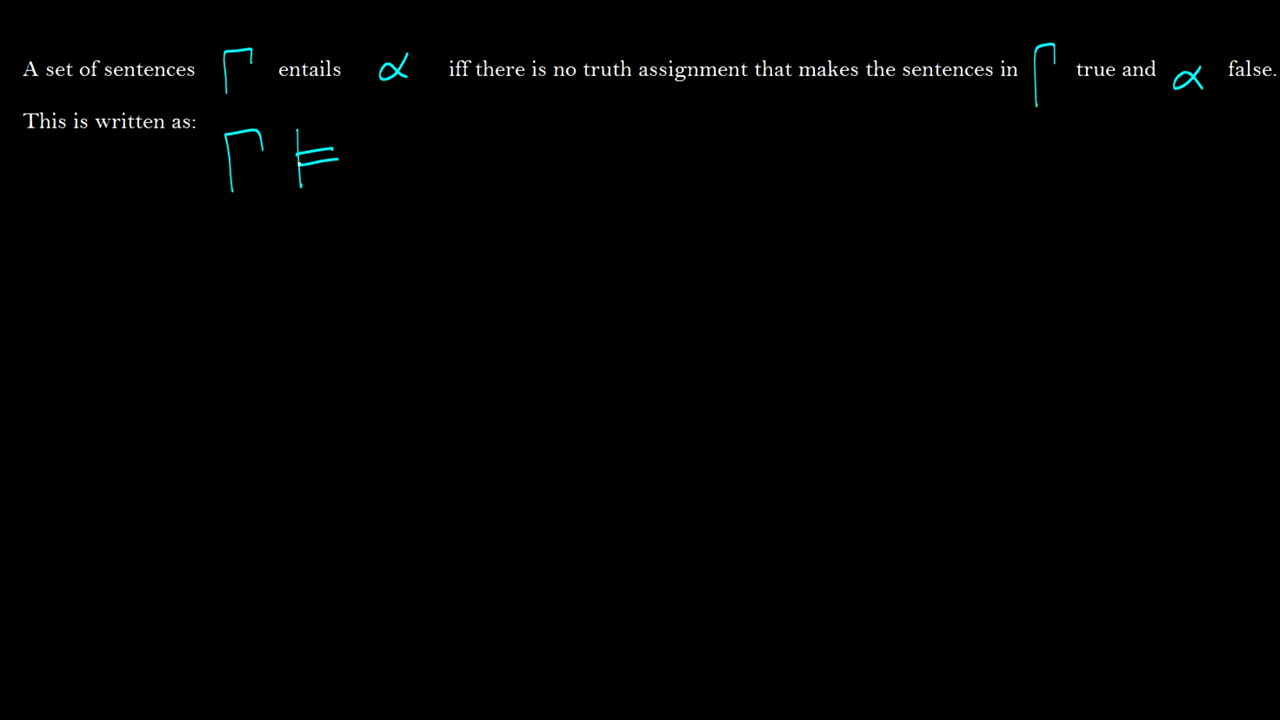 A set of sentences Γ entails α iff there is no truth assignment that makes the sentences in Γ true and α false.
This is written as:
Γ ⊨